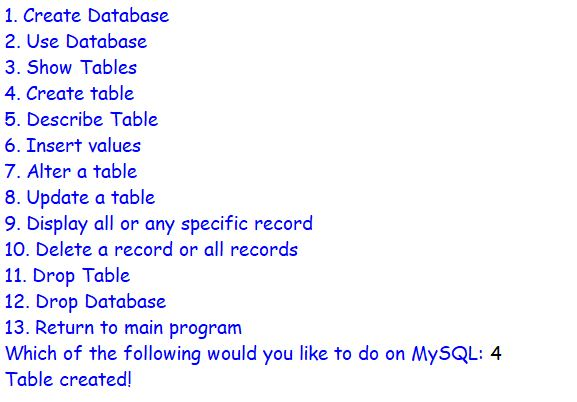 1. Create Database
2. Use Database
3. Show Tables
4. Create table
5. Describe Table
6. Insert values
7. Alter a table
8. Update a table
9. Display all or any specific record
10. Delete a record or all records
11. Drop Table
12. Drop Database
13. Return to main program
Which of the following would you like to do on MySQL: 4
Table created!